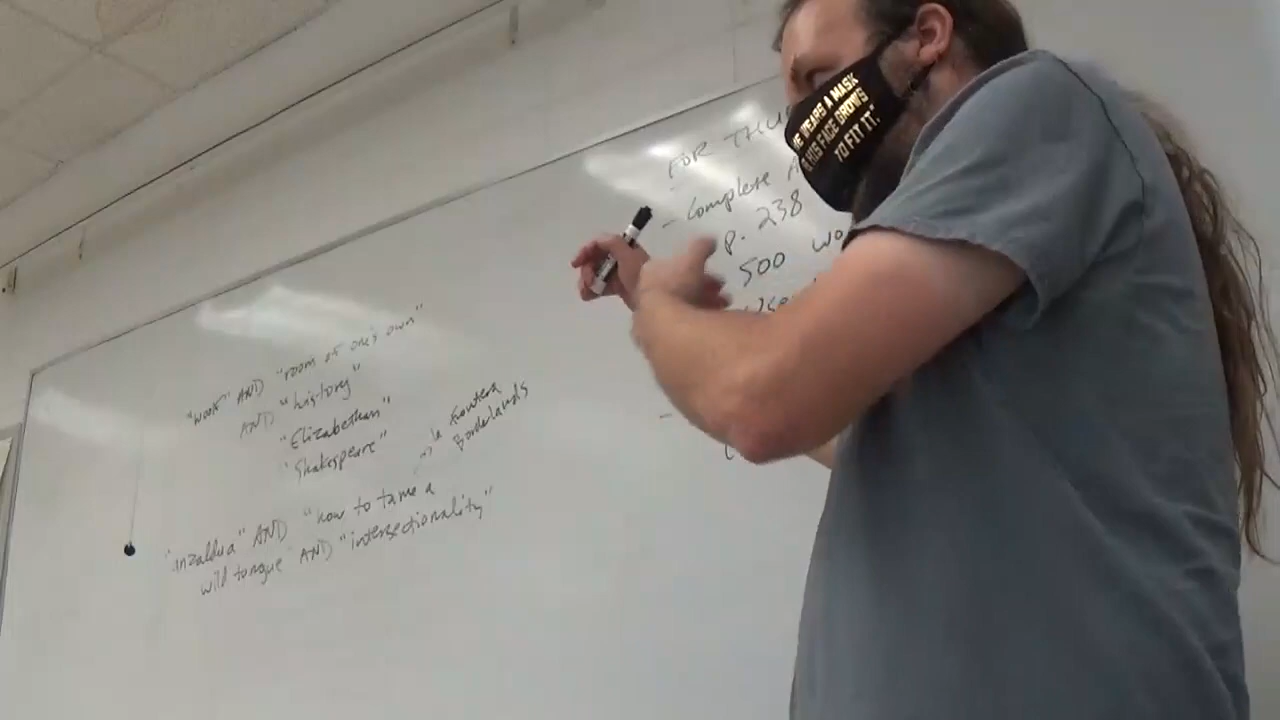 "woolf" AND "room of one's own"
AND "history"
"Elizabethan"
"Shakespeare"
la frontera
Borderlands
"anzaldua" AND "how to tame a
wild tongue" AND "intersectionality"
FOR THU
- Complete A
p. 238
500 wo
HE WEARS A MASK
& HIS FACE GROWS
TO FIT IT."